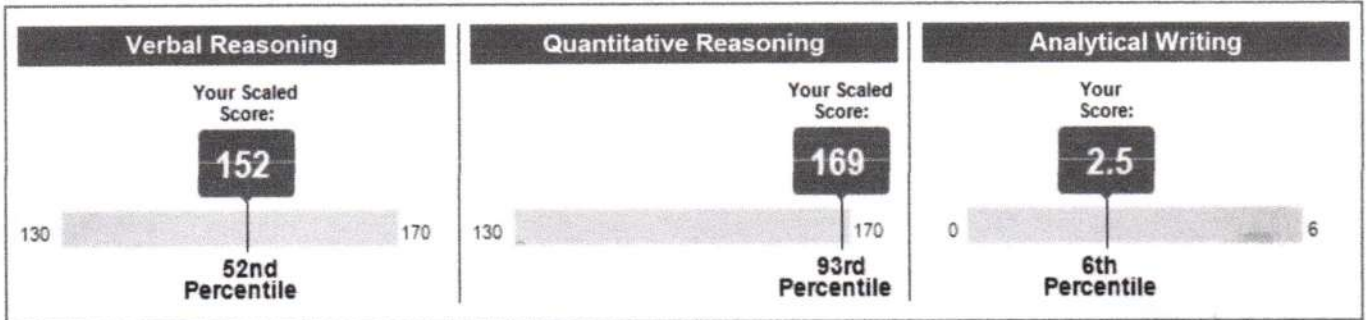 Verbal Reasoning
Your Scaled
Score:
152
130
170
52nd
Percentile
Quantitative Reasoning
Your Scaled
Score:
169
130
170
93rd
Percentile
Analytical Writing
Your
Score:
2.5
0
6
6th
Percentile